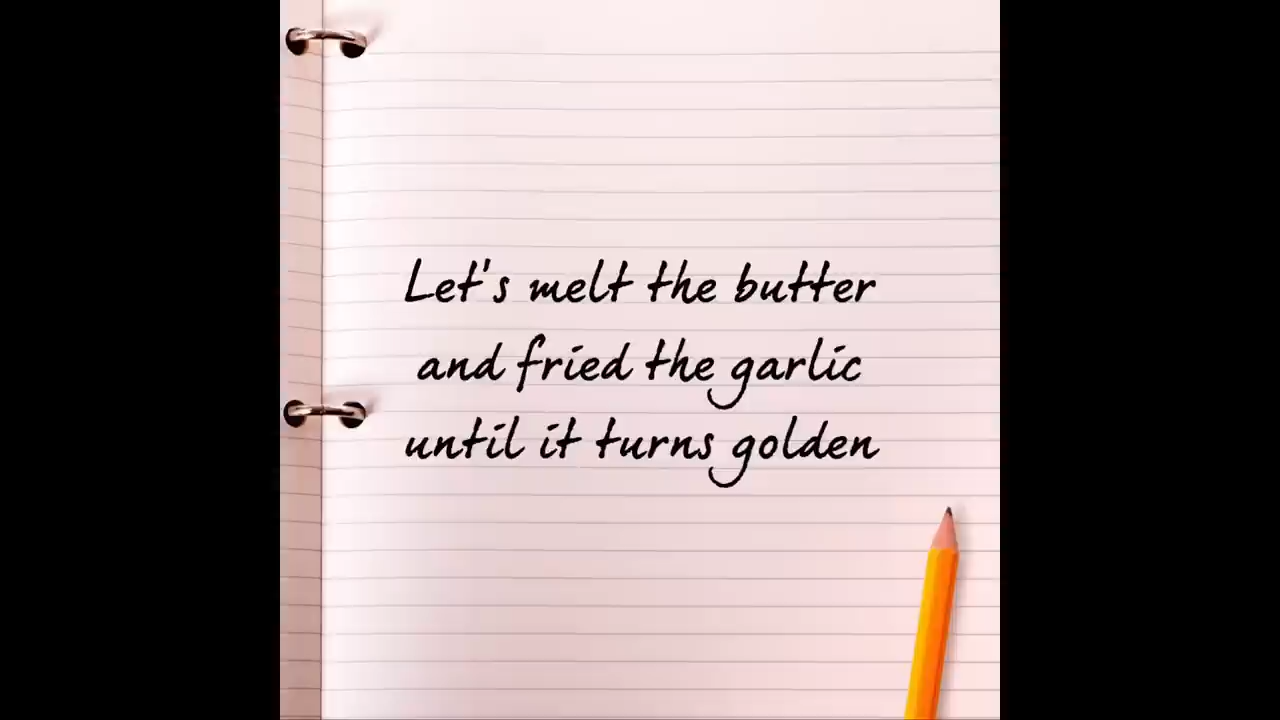 Let's melt the butter
and fried the garlic
until it turns golden